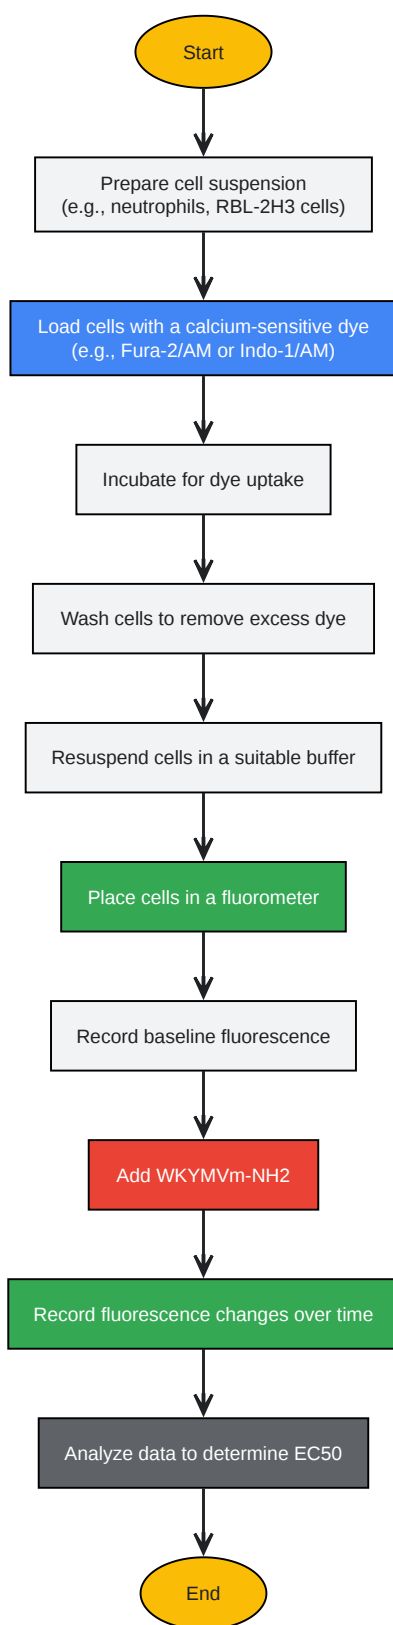 Start
Prepare cell suspension
(e.g., neutrophils, RBL-2H3 cells)
Load cells with a calcium-sensitive dye
(e.g., Fura-2/AM or Indo-1/AM)
Incubate for dye uptake
Wash cells to remove excess dye
Resuspend cells in a suitable buffer
Place cells in a fluorometer
Record baseline fluorescence
Add WKYMVm-NH2
Record fluorescence changes over time
Analyze data to determine EC50
End